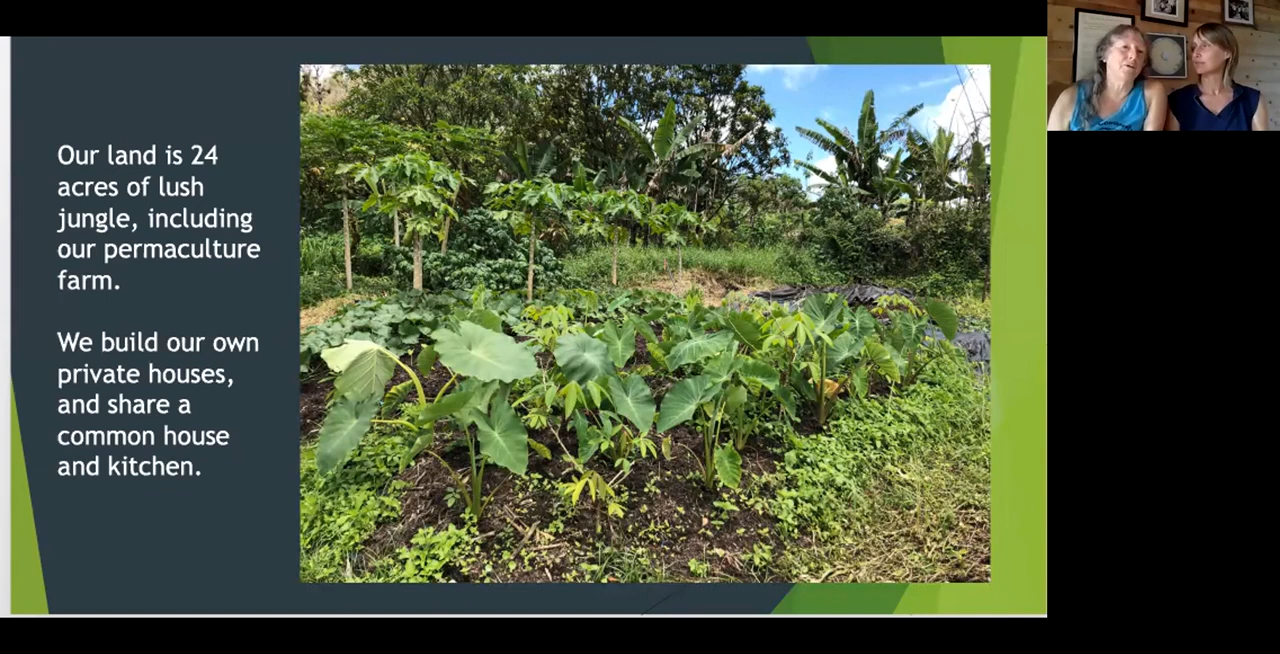 Our land is 24
acres of lush
jungle, including
our permaculture
farm.
We build our own
private houses,
and share a
common house
and kitchen.